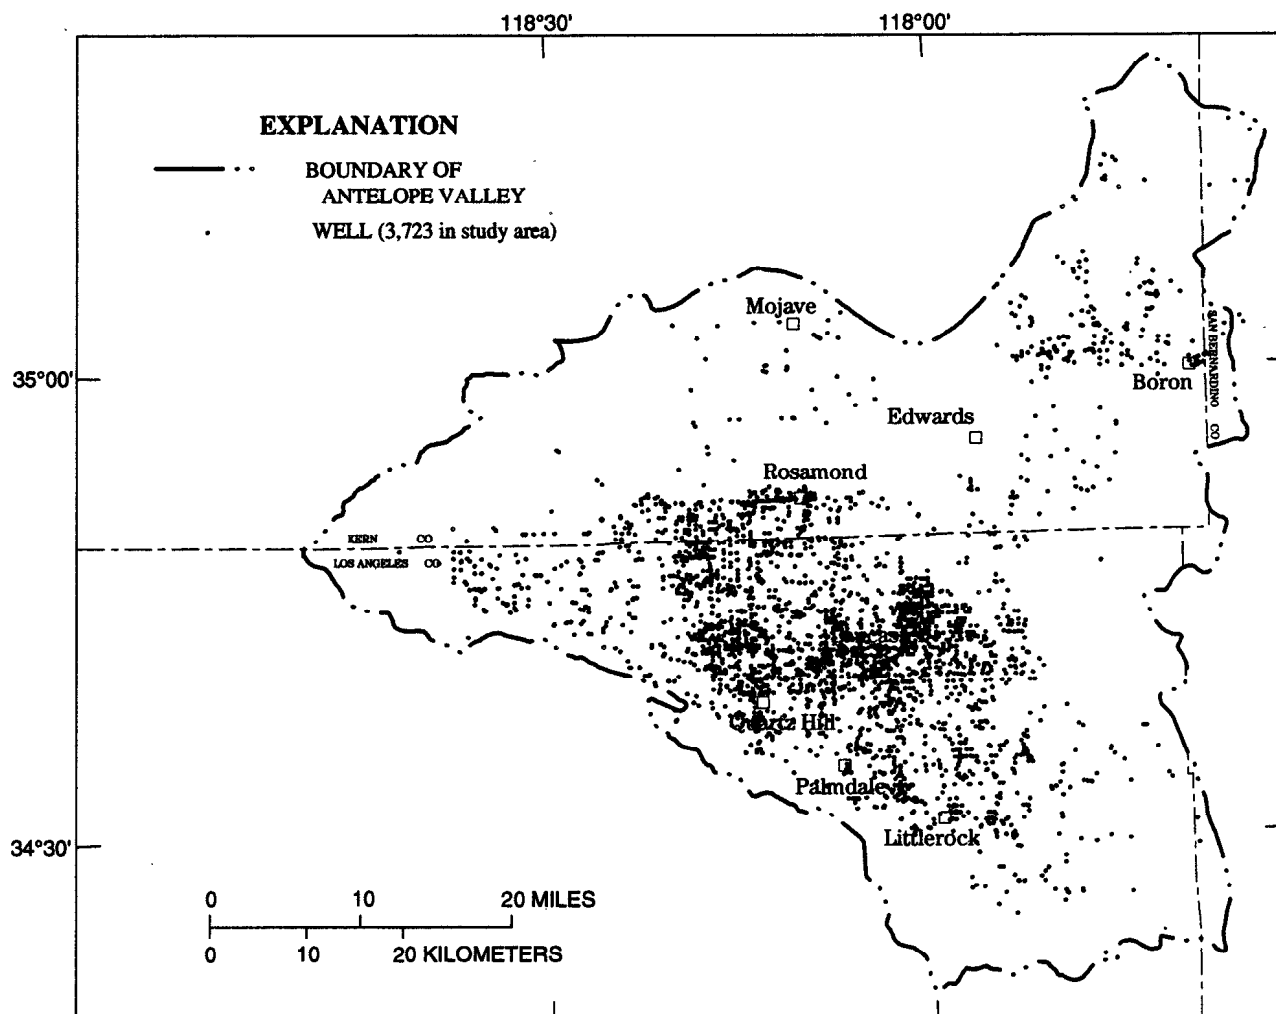 118°30'
118°00'
EXPLANATION
BOUNDARY OF
ANTELOPE VALLEY
WELL (3,723 in study area)
Mojave
SAN BERNARDINO CO
35°00'
Boron
Edwards
Rosamond
KERN CO
LOS ANGELES CO
Quartz Hill
Palmdale
Littlerock
34°30'
0 10 20 MILES
0 10 20 KILOMETERS